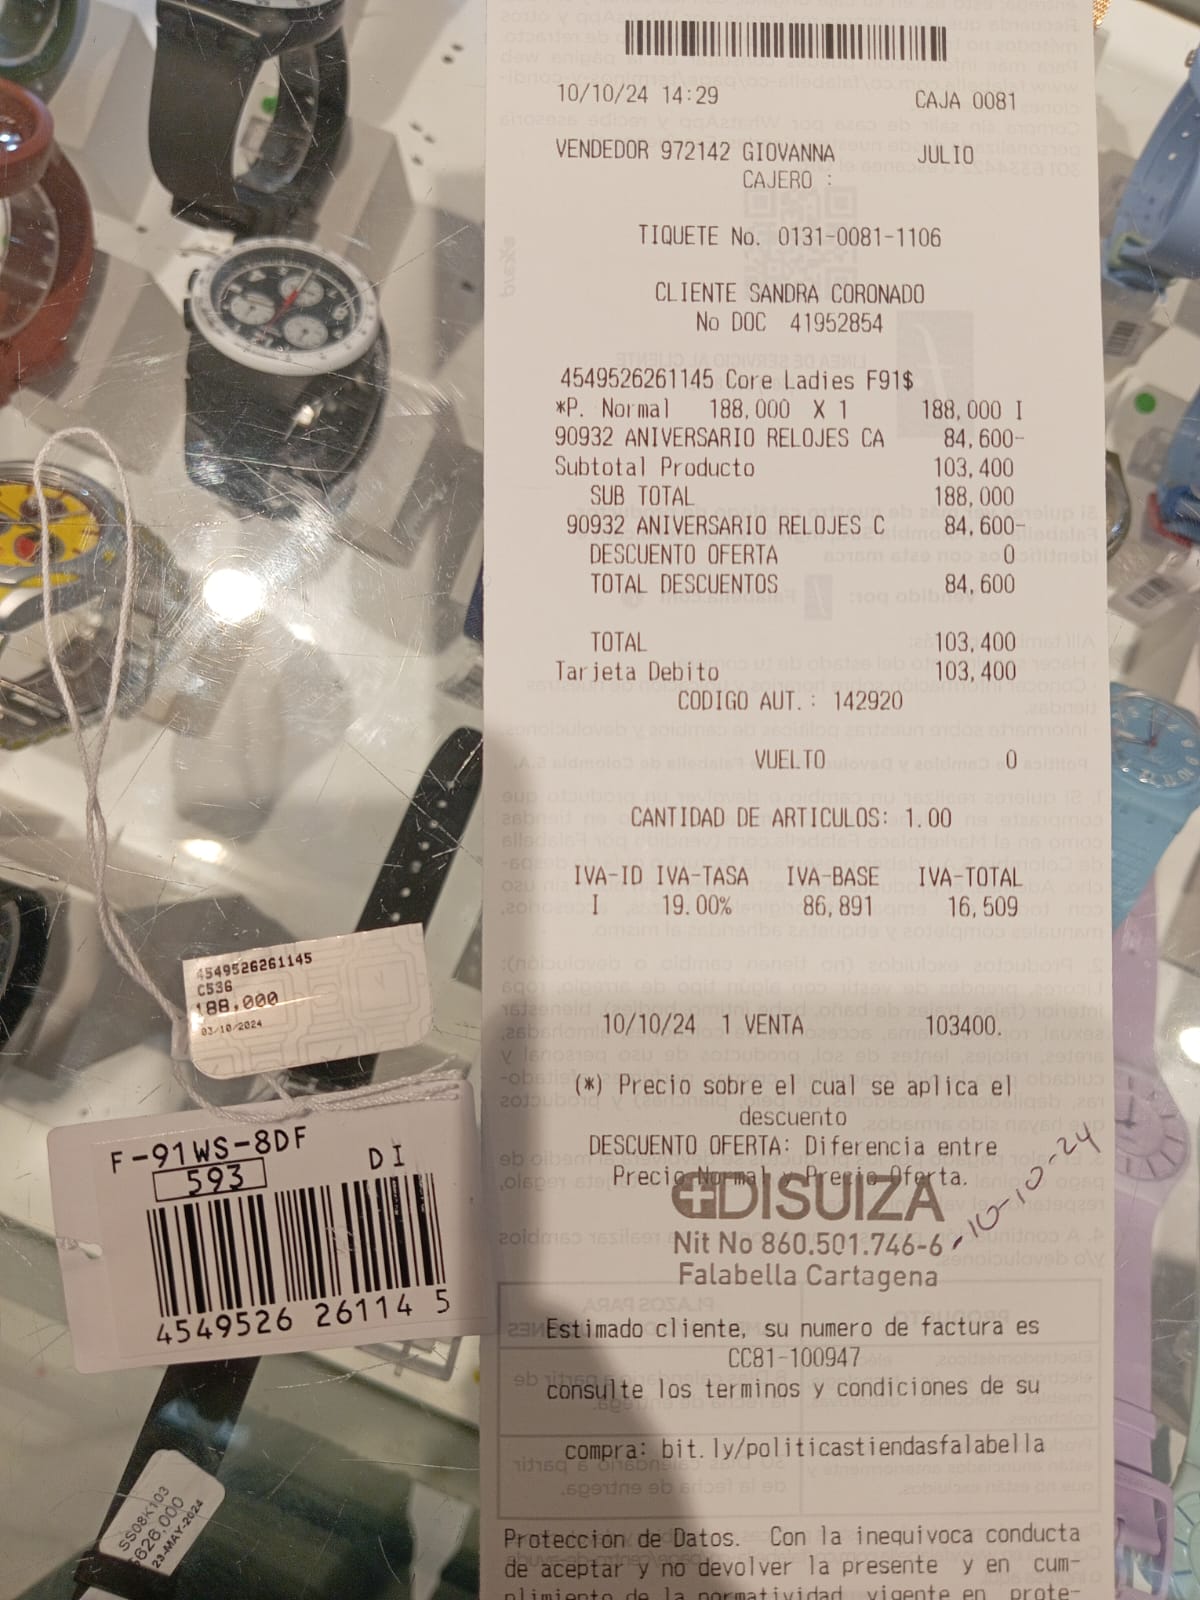 10/10/24 14:29 CAJA 0081
VENDEDOR 972142 GIOVANNA JULIO
CAJERO :
TIQUETE No. 0131-0081-1106
CLIENTE SANDRA CORONADO
No DOC 41952854
4549526261145 Core Ladies F91$
*P. Normal 188,000 X 1 188,000 I
90932 ANIVERSARIO RELOJES CA 84,600-
Subtotal Producto 103,400
SUB TOTAL 188,000
90932 ANIVERSARIO RELOJES C 84,600-
DESCUENTO OFERTA 0
TOTAL DESCUENTOS 84,600
TOTAL 103,400
Tarjeta Debito 103,400
CODIGO AUT.: 142920
VUELTO 0
CANTIDAD DE ARTICULOS: 1.00
IVA-ID IVA-TASA IVA-BASE IVA-TOTAL
I 19.00% 86,891 16,509
10/10/24 1 VENTA 103400.
(*) Precio sobre el cual se aplica el
descuento
DESCUENTO OFERTA: Diferencia entre
Precio Normal y Precio Oferta.
DISUIZA
Nit No 860.501.746-6
10-10-24
Falabella Cartagena
Estimado cliente, su numero de factura es
CC81-100947
consulte los terminos y condiciones de su
compra: bit.ly/politicastiendasfalabella
Proteccion de Datos. Con la inequivoca conducta
de aceptar y no devolver la presente y en cum-
plimiento de la normatividad vigente en prote-
4549526261145
C536
188,000
03/10/2024
F-91WS-8DF
593 DI
4549526 26114 5
SS08K103
626,000
23-MAY-2024